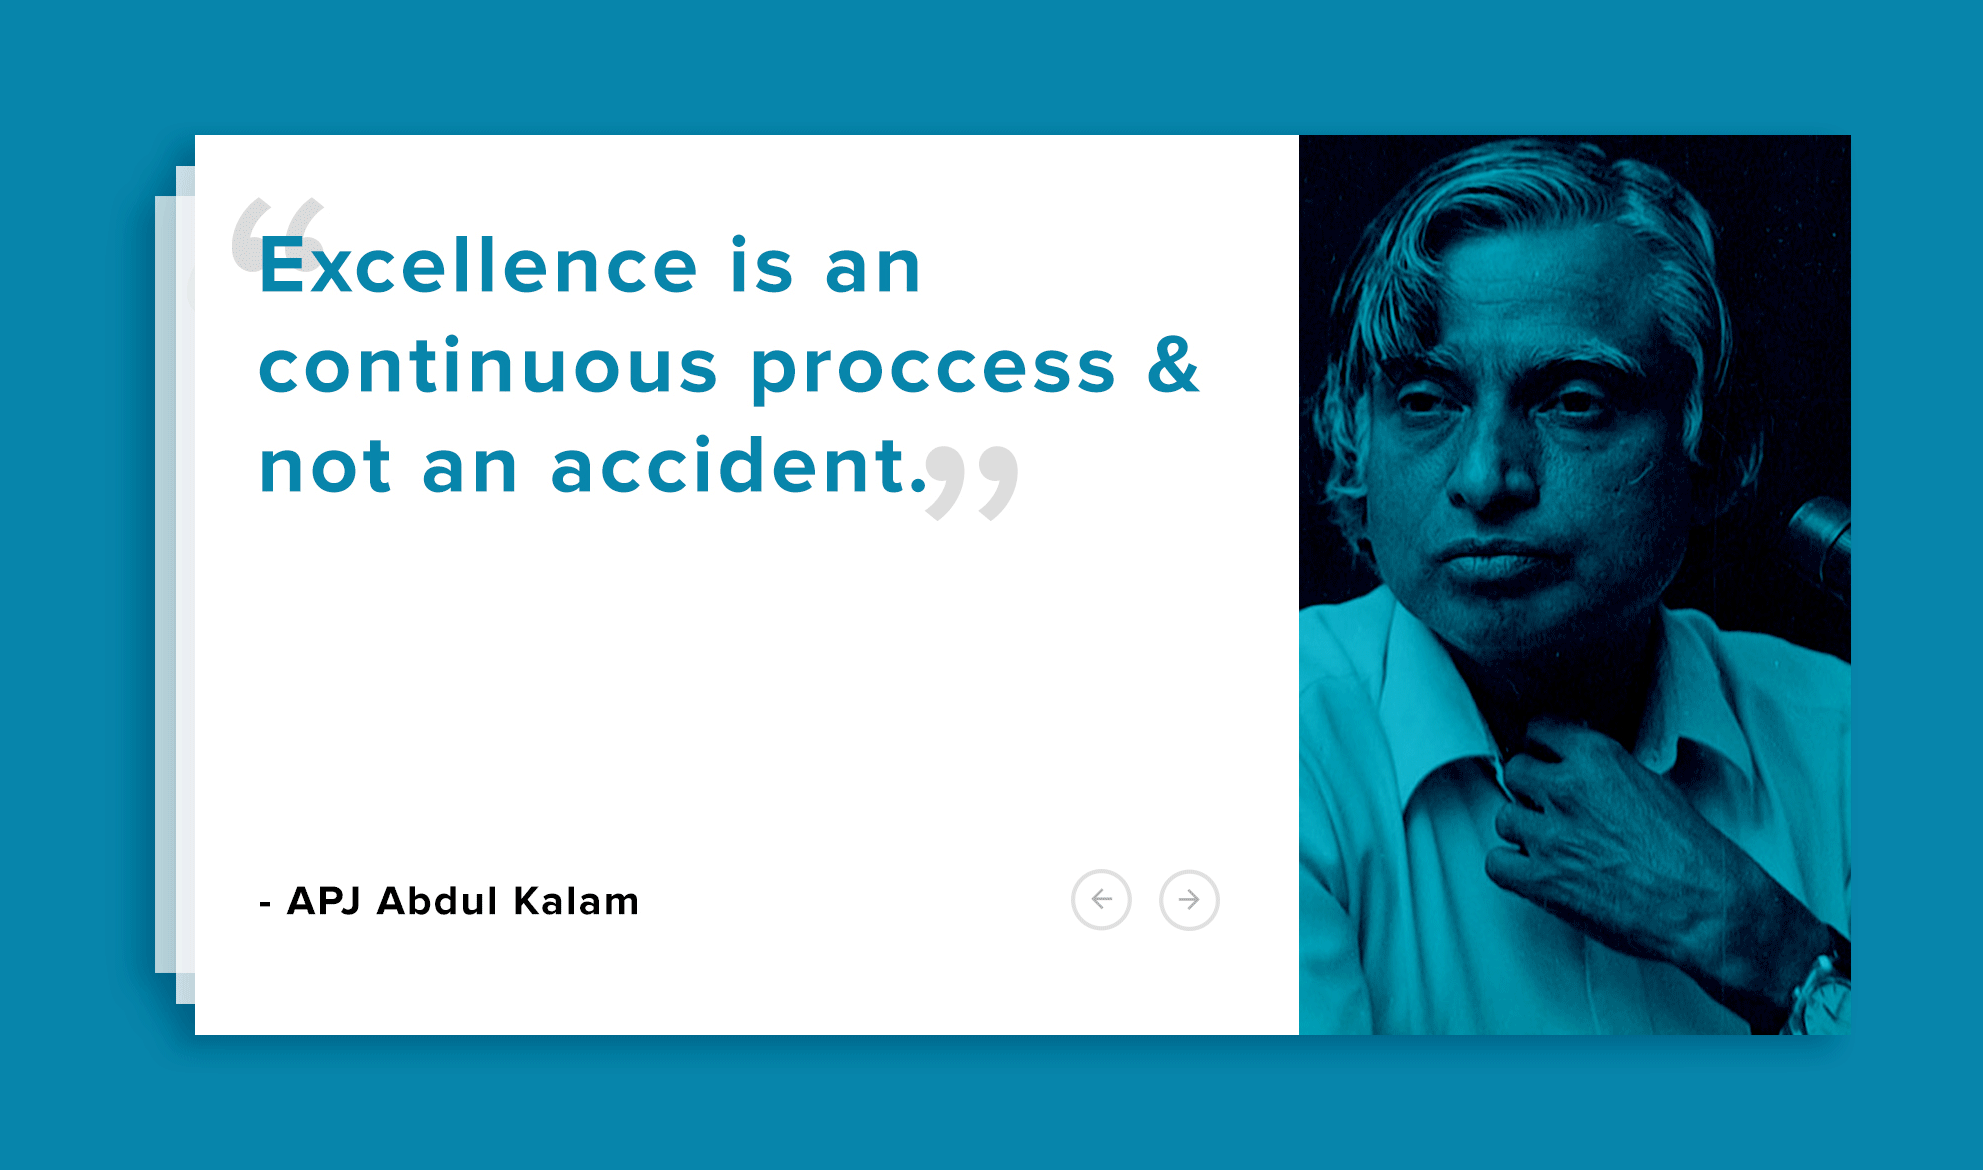 “Excellence is an
continuous proccess &
not an accident.”
- APJ Abdul Kalam